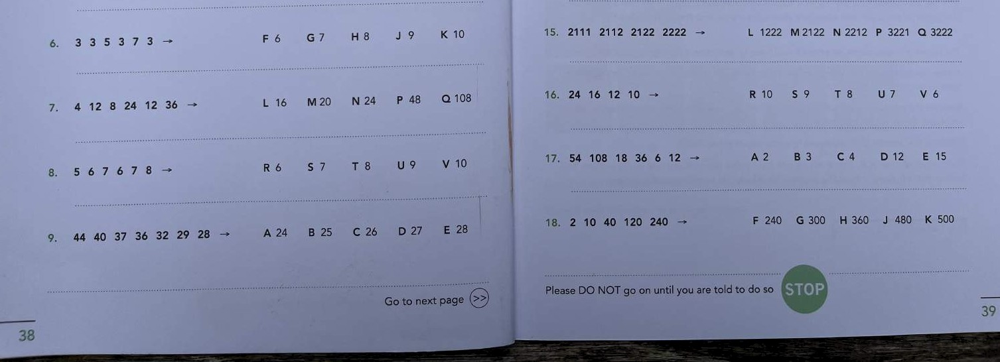 6. 3 3 5 3 7 3 → F 6 G 7 H 8 J 9 K 10
7. 4 12 8 24 12 36 → L 16 M 20 N 24 P 48 Q 108
8. 5 6 7 6 7 8 → R 6 S 7 T 8 U 9 V 10
9. 44 40 37 36 32 29 28 → A 24 B 25 C 26 D 27 E 28
Go to next page >>
38
15. 2111 2112 2122 2222 → L 1222 M 2122 N 2212 P 3221 Q 3222
16. 24 16 12 10 → R 10 S 9 T 8 U 7 V 6
17. 54 108 18 36 6 12 → A 2 B 3 C 4 D 12 E 15
18. 2 10 40 120 240 → F 240 G 300 H 360 J 480 K 500
Please DO NOT go on until you are told to do so STOP
39